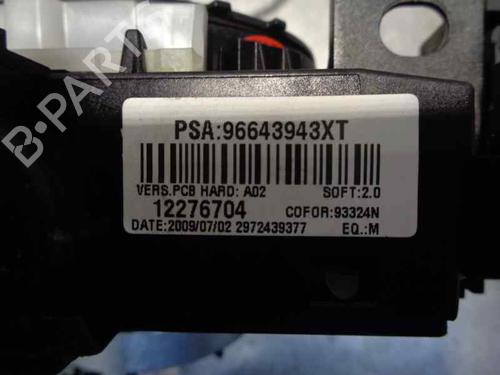 B-PARTS
PSA:96643943XT
VERS.PCB HARD: A02 SOFT:2.0
12276704 COFOR:93324N
DATE:2009/07/02 2972439377 EQ.:M